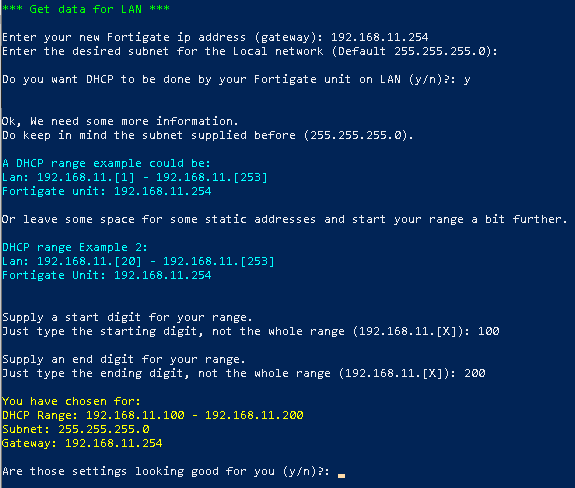 *** Get data for LAN ***
Enter your new Fortigate ip address (gateway): 192.168.11.254
Enter the desired subnet for the Local network (Default 255.255.255.0):
Do you want DHCP to be done by your Fortigate unit on LAN (y/n)?: y
Ok, We need some more information.
Do keep in mind the subnet supplied before (255.255.255.0).
A DHCP range example could be:
Lan: 192.168.11.[1] - 192.168.11.[253]
Fortigate unit: 192.168.11.254
Or leave some space for some static addresses and start your range a bit further.
DHCP range Example 2:
Lan: 192.168.11.[20] - 192.168.11.[253]
Fortigate Unit: 192.168.11.254
Supply a start digit for your range.
Just type the starting digit, not the whole range (192.168.11.[X]): 100
Supply an end digit for your range.
Just type the ending digit, not the whole range (192.168.11.[X]): 200
You have chosen for:
DHCP Range: 192.168.11.100 - 192.168.11.200
Subnet: 255.255.255.0
Gateway: 192.168.11.254
Are those settings looking good for you (y/n)?: _